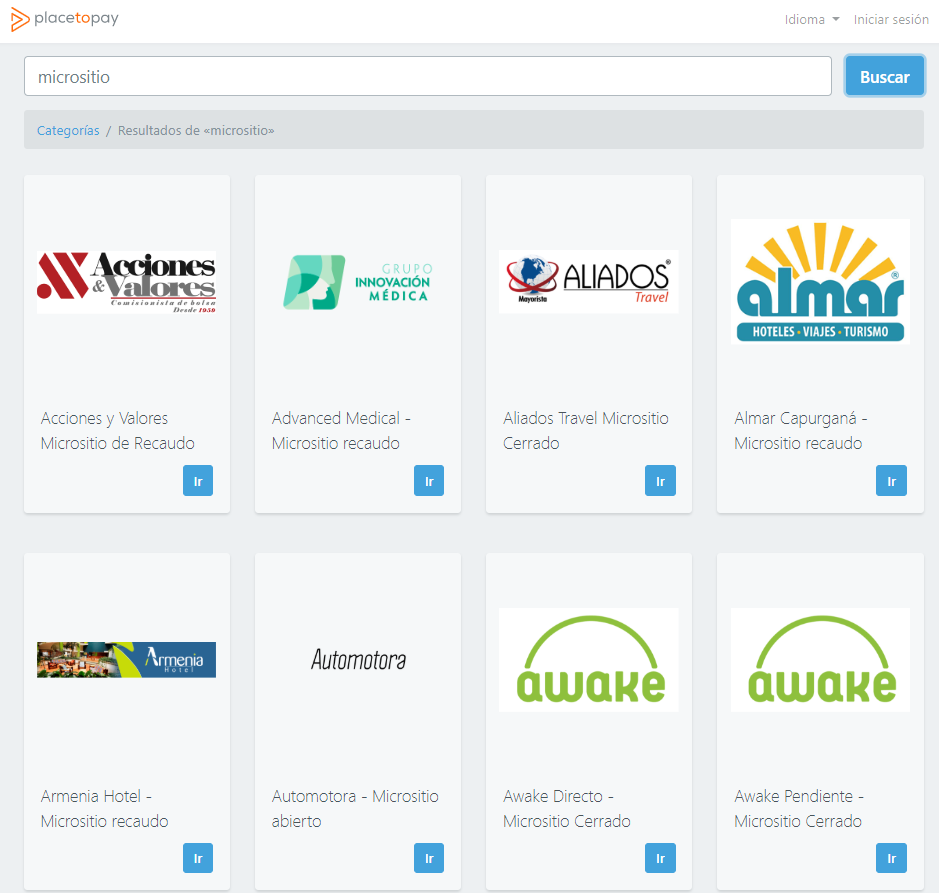 placetopay
Idioma
Iniciar sesión
micrositio
Buscar
Categorías / Resultados de «micrositio»
Acciones
&Valores
Comisionista de bolsa
Desde 1959
GRUPO
INNOVACIÓN
MÉDICA
ALIADOS®
Mayorista
Travel
almar®
HOTELES · VIAJES · TURISMO
Acciones y Valores
Micrositio de Recaudo
Ir
Advanced Medical -
Micrositio recaudo
Ir
Aliados Travel Micrositio
Cerrado
Ir
Almar Capurganá -
Micrositio recaudo
Ir
Armenia
Hotel
Automotora
awake
awake
Armenia Hotel -
Micrositio recaudo
Ir
Automotora - Micrositio
abierto
Ir
Awake Directo -
Micrositio Cerrado
Ir
Awake Pendiente -
Micrositio Cerrado
Ir